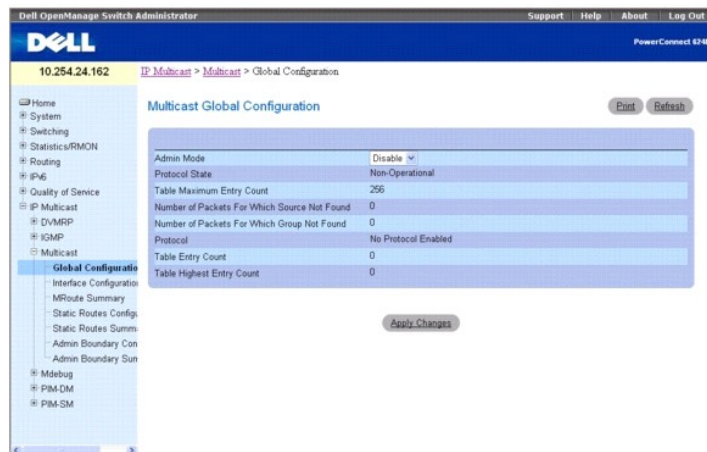 Dell OpenManage Switch Administrator
Support Help About Log Out
DELL
PowerConnect 6248
10.254.24.162
IP Multicast > Multicast > Global Configuration
Home
System
Switching
Statistics/RMON
Routing
IPv6
Quality of Service
IP Multicast
DVMRP
IGMP
Multicast
Global Configuratio
Interface Configuration
MRoute Summary
Static Routes Configu
Static Routes Summ
Admin Boundary Con
Admin Boundary Sum
Mdebug
PIM-DM
PIM-SM
Multicast Global Configuration
Print Refresh
Admin Mode Disable
Protocol State Non-Operational
Table Maximum Entry Count 256
Number of Packets For Which Source Not Found 0
Number of Packets For Which Group Not Found 0
Protocol No Protocol Enabled
Table Entry Count 0
Table Highest Entry Count 0
Apply Changes